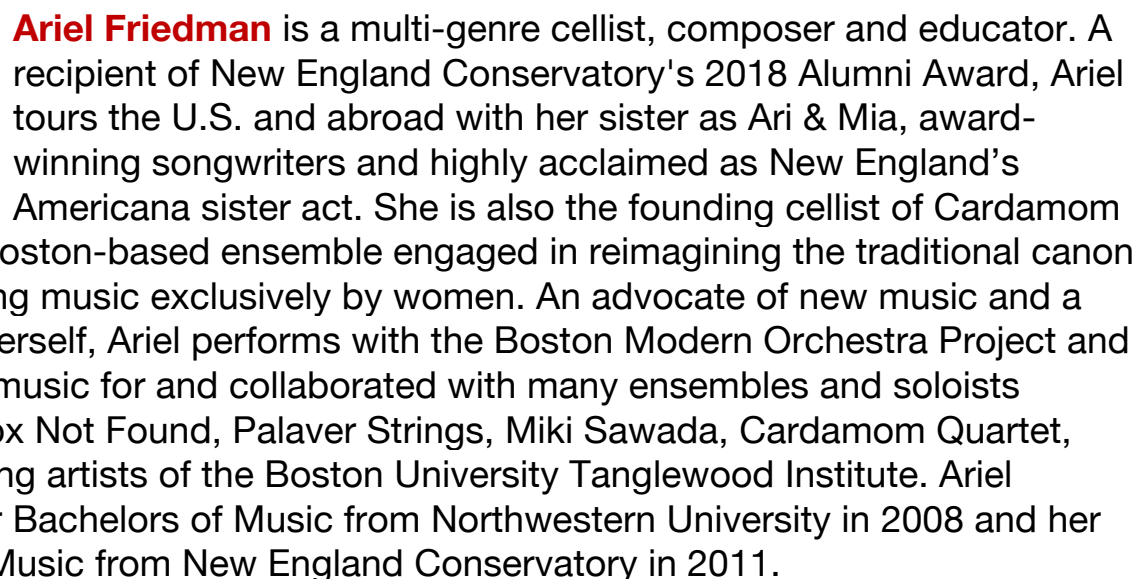 Ariel Friedman is a multi-genre cellist, composer and educator. A
recipient of New England Conservatory's 2018 Alumni Award, Ariel
tours the U.S. and abroad with her sister as Ari & Mia, award-
winning songwriters and highly acclaimed as New England’s
Americana sister act. She is also the founding cellist of Cardamom
oston-based ensemble engaged in reimagining the traditional canon
ng music exclusively by women. An advocate of new music and a
erself, Ariel performs with the Boston Modern Orchestra Project and
music for and collaborated with many ensembles and soloists
ox Not Found, Palaver Strings, Miki Sawada, Cardamom Quartet,
ng artists of the Boston University Tanglewood Institute. Ariel
r Bachelors of Music from Northwestern University in 2008 and her
Music from New England Conservatory in 2011.